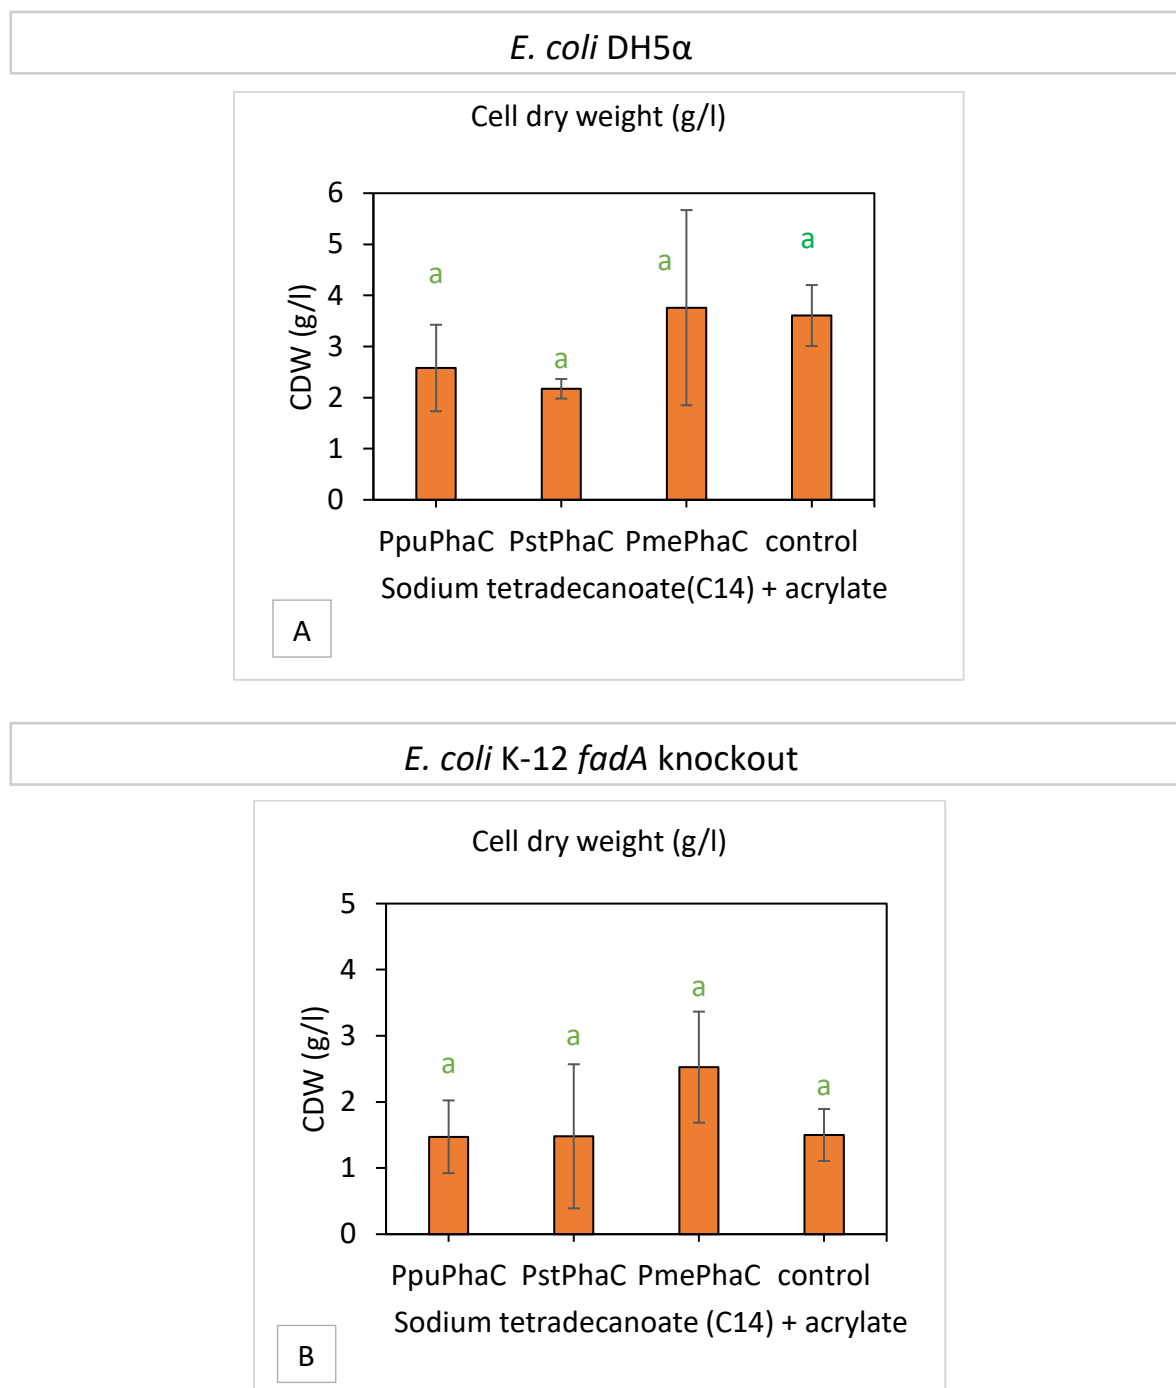 E. coli DH5α
Cell dry weight (g/l)
CDW (g/l)
6
5
4
3
2
1
0
a
a
a
a
PpuPhaC PstPhaC PmePhaC control
Sodium tetradecanoate(C14) + acrylate
A
E. coli K-12 fadA knockout
Cell dry weight (g/l)
CDW (g/l)
5
4
3
2
1
0
a
a
a
a
PpuPhaC PstPhaC PmePhaC control
Sodium tetradecanoate (C14) + acrylate
B